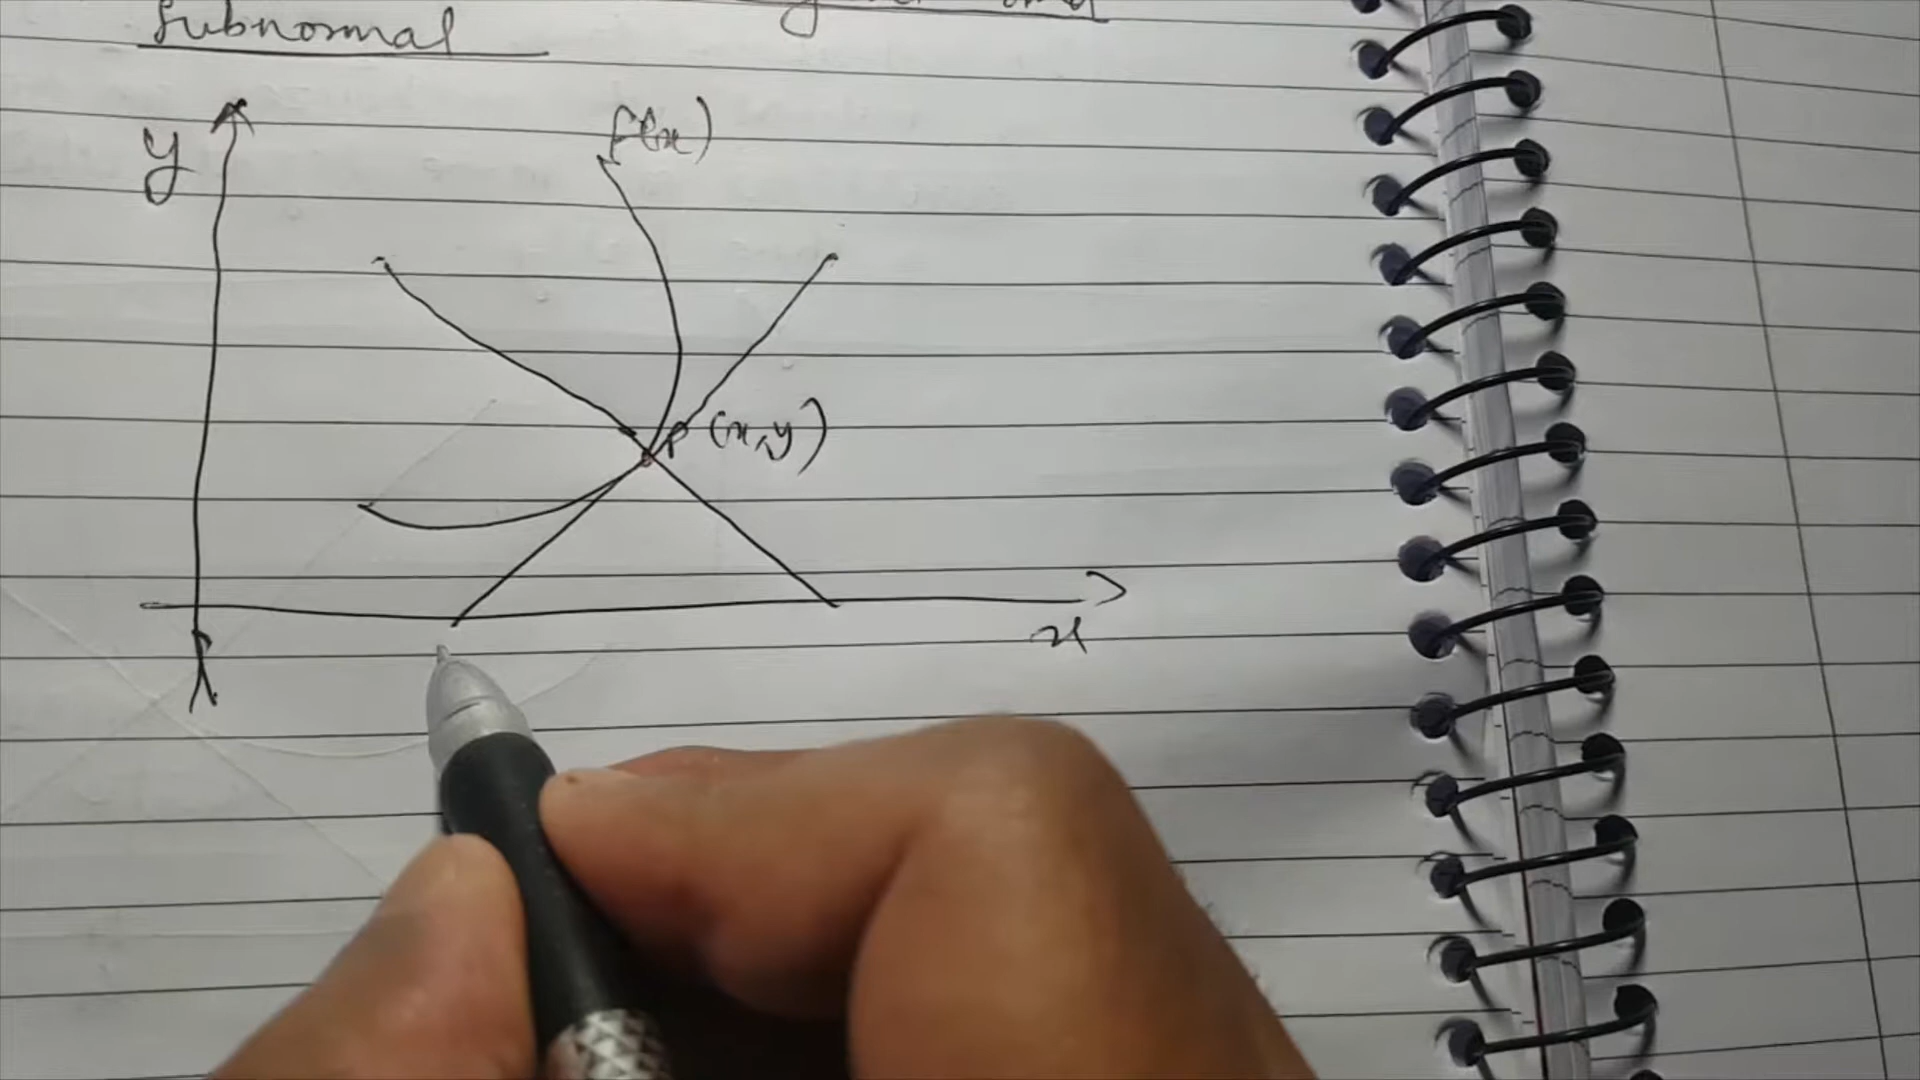 Subnormal
y
f(x)
P (x,y)
x